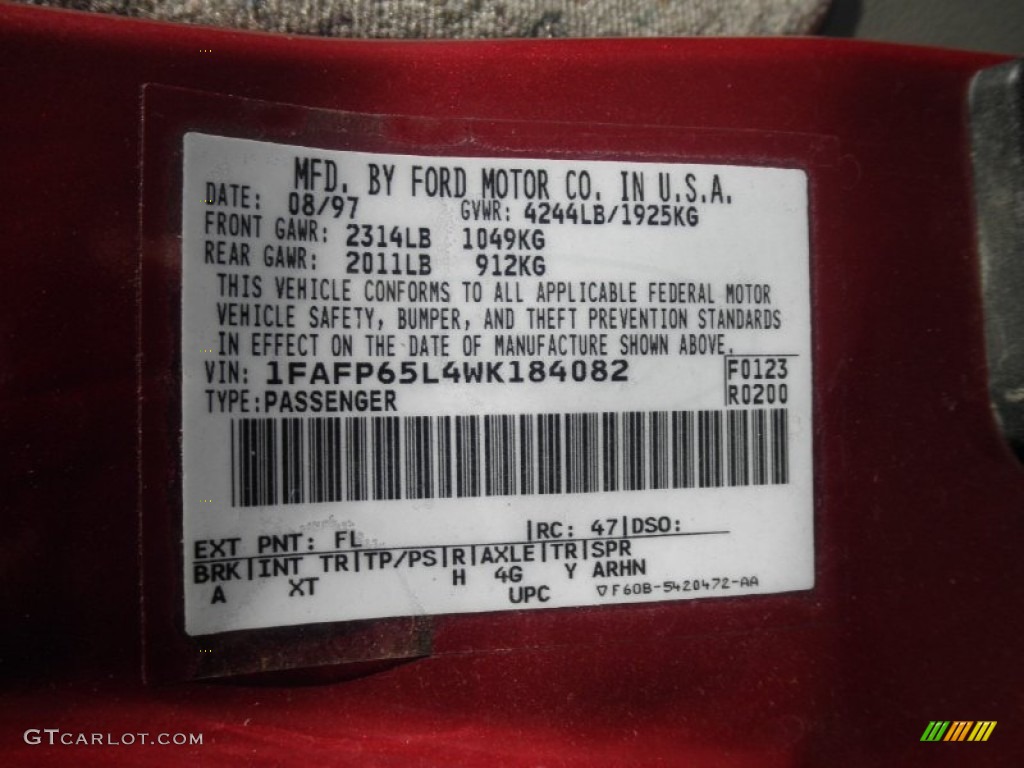 MFD. BY FORD MOTOR CO. IN U.S.A.
DATE: 08/97 GVWR: 4244LB/1925KG
FRONT GAWR: 2314LB 1049KG
REAR GAWR: 2011LB 912KG
THIS VEHICLE CONFORMS TO ALL APPLICABLE FEDERAL MOTOR
VEHICLE SAFETY, BUMPER, AND THEFT PREVENTION STANDARDS
IN EFFECT ON THE DATE OF MANUFACTURE SHOWN ABOVE.
VIN: 1FAFP65L4WK184082 F0123
TYPE: PASSENGER R0200
EXT PNT: FL |RC: 47|DSO:
BRK|INT TR|TP/PS|R|AXLE|TR|SPR
A XT H 4G Y ARHN
UPC ▽F60B-5420472-AA
GTCARLOT.COM